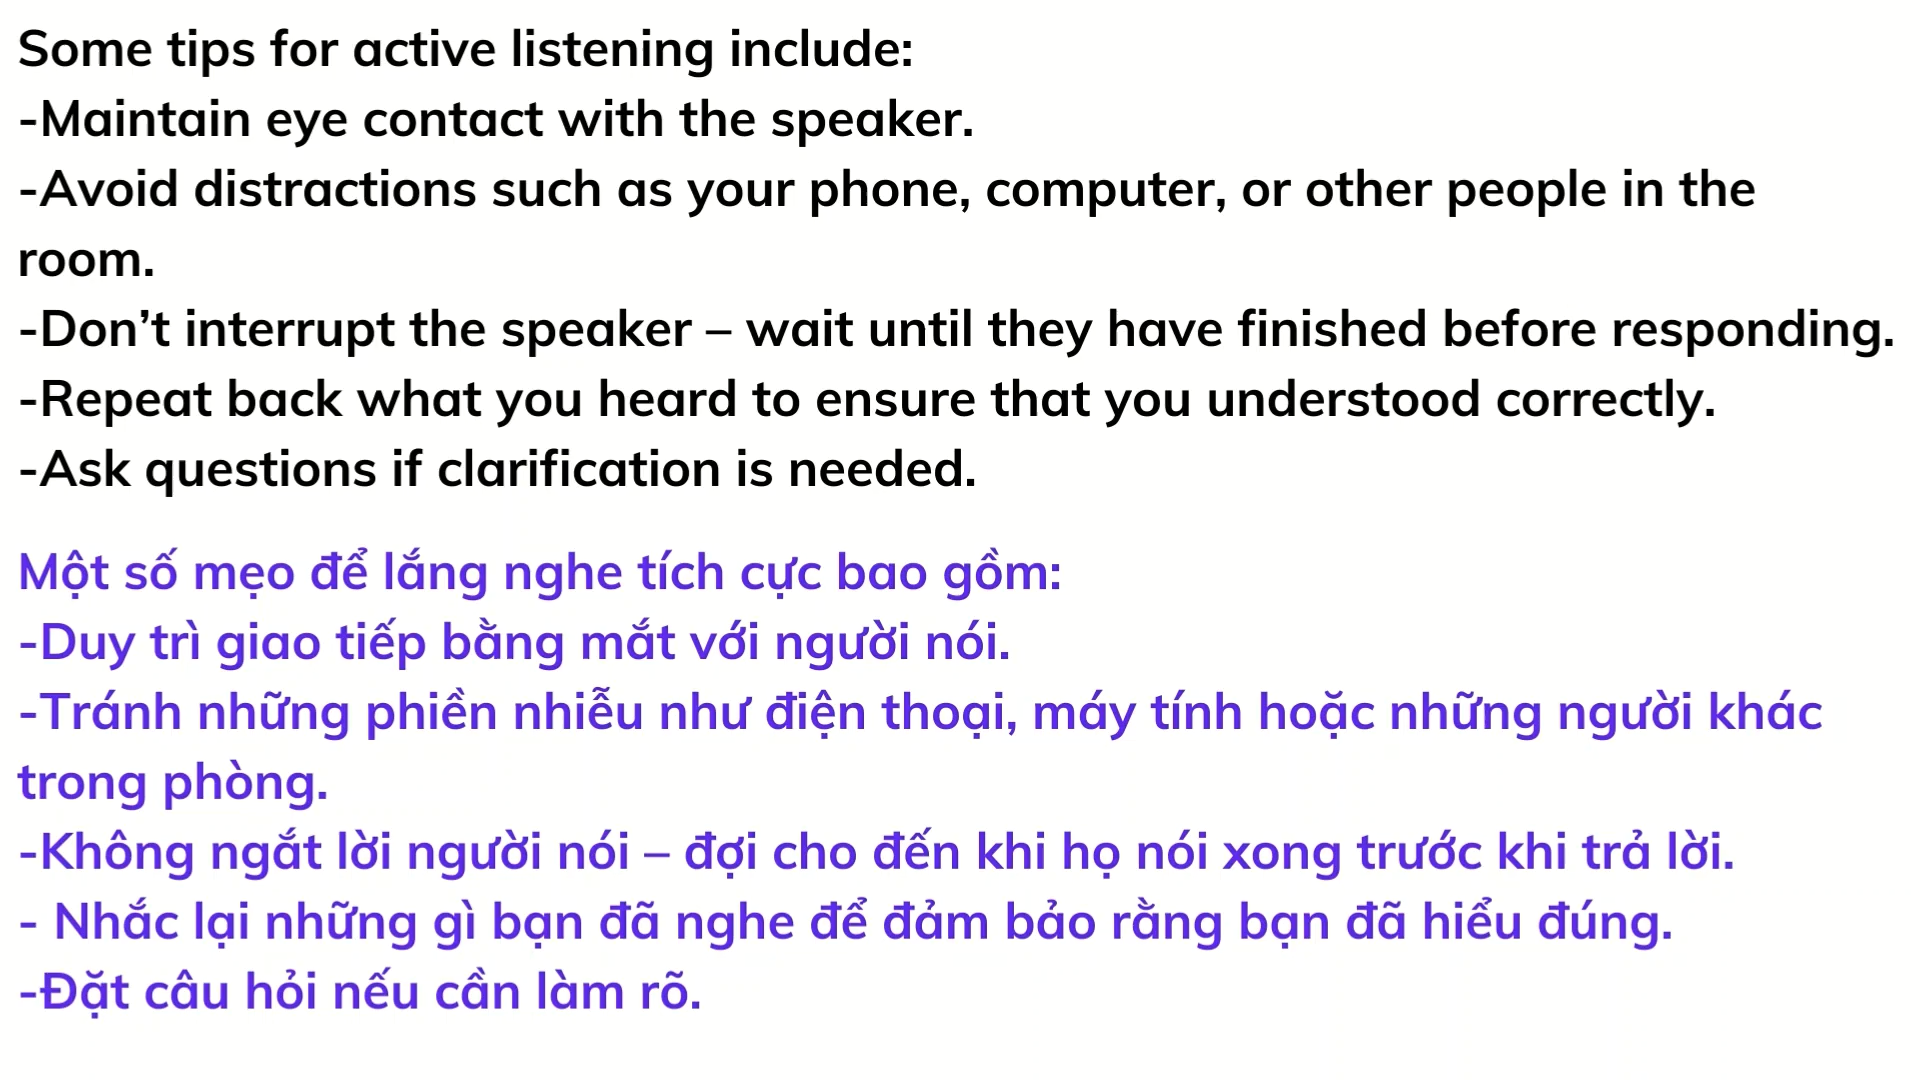 Some tips for active listening include:
-Maintain eye contact with the speaker.
-Avoid distractions such as your phone, computer, or other people in the
room.
-Don’t interrupt the speaker – wait until they have finished before responding.
-Repeat back what you heard to ensure that you understood correctly.
-Ask questions if clarification is needed.
Một số mẹo để lắng nghe tích cực bao gồm:
-Duy trì giao tiếp bằng mắt với người nói.
-Tránh những phiền nhiễu như điện thoại, máy tính hoặc những người khác
trong phòng.
-Không ngắt lời người nói – đợi cho đến khi họ nói xong trước khi trả lời.
- Nhắc lại những gì bạn đã nghe để đảm bảo rằng bạn đã hiểu đúng.
-Đặt câu hỏi nếu cần làm rõ.